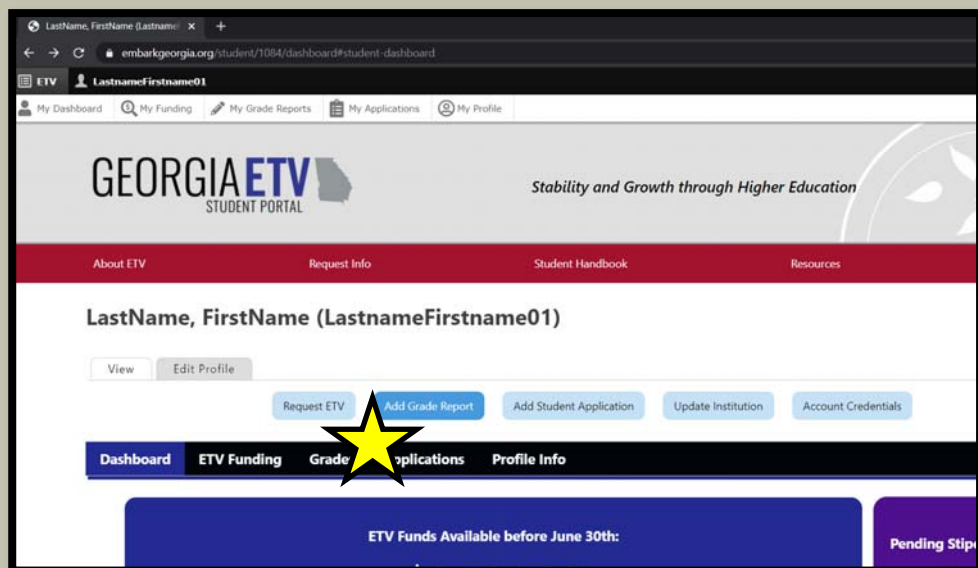 LastName, FirstName (Lastname
embarkgeorgia.org/student/1084/dashboard#student-dashboard
ETV LastnameFirstname01
My Dashboard My Funding My Grade Reports My Applications My Profile
GEORGIA ETV
STUDENT PORTAL
Stability and Growth through Higher Education
About ETV Request Info Student Handbook Resources
LastName, FirstName (LastnameFirstname01)
View Edit Profile
Request ETV Add Grade Report Add Student Application Update Institution Account Credentials
Dashboard ETV Funding Grade pplications Profile Info
ETV Funds Available before June 30th:
Pending Stip